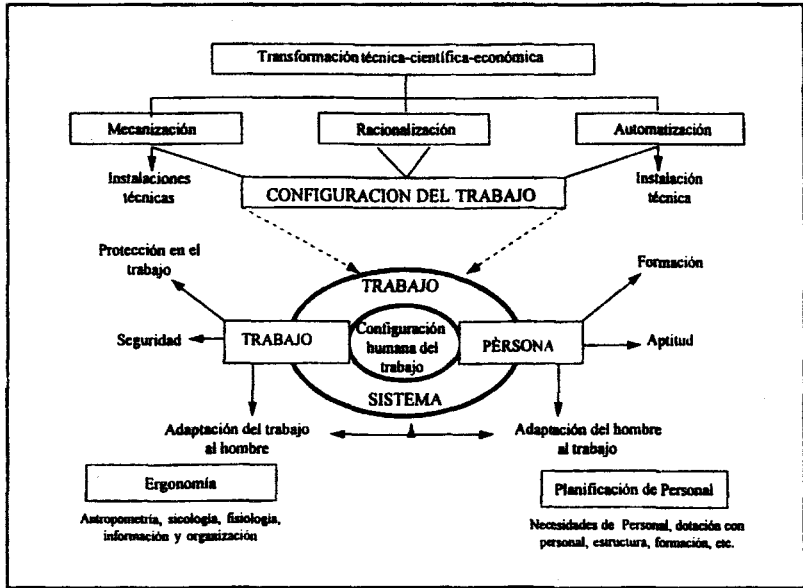 Transformación técnica-científica-económica
Mecanización
Racionalización
Automatización
Instalaciones
técnicas
CONFIGURACION DEL TRABAJO
Instalación
técnica
Protección en el
trabajo
TRABAJO
Formación
Seguridad
TRABAJO
Configuración
humana del
trabajo
PÈRSONA
Aptitud
SISTEMA
Adaptación del trabajo
al hombre
Adaptación del hombre
al trabajo
Ergonomía
Planificación de Personal
Antropometría, sicología, fisiología,
información y organización
Necesidades de Personal, dotación con
personal, estructura, formación, etc.